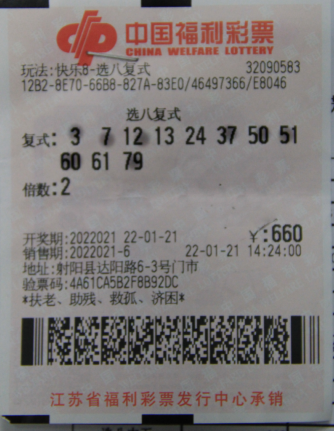 中国福利彩票
CHINA WELFARE LOTTERY
玩法:快乐8-选八复式 32090583
12B2-8E70-66B8-827A-83E0/46497366/E8046
选八复式
复式: 3 7 12 13 24 37 50 51
60 61 79
倍数:2
开奖期:2022021 22-01-21 ¥:660
销售期:2022021-6 22-01-21 14:24:00
地址:射阳县达阳路6-3号门市
验票码:4A61CA5B2F8B92DC
*扶老、助残、救孤、济困*
江苏省福利彩票发行中心承销